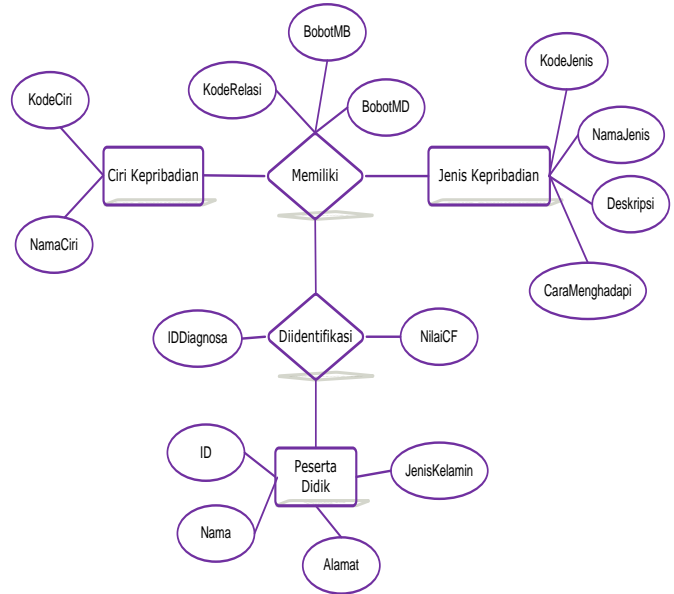 BobotMB
KodeJenis
KodeRelasi
KodeCiri
BobotMD
NamaJenis
Ciri Kepribadian
Memiliki
Jenis Kepribadian
Deskripsi
NamaCiri
CaraMenghadapi
IDDiagnosa
Diidentifikasi
NilaiCF
ID
Peserta
Didik
JenisKelamin
Nama
Alamat